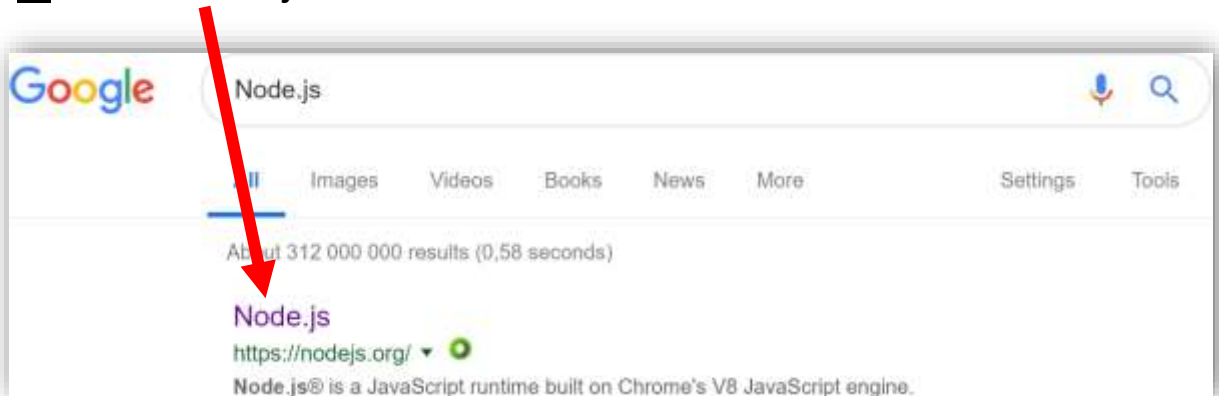 Google Node.js
All Images Videos Books News More Settings Tools
About 312 000 000 results (0,58 seconds)
Node.js
https://nodejs.org/
Node.js® is a JavaScript runtime built on Chrome's V8 JavaScript engine.